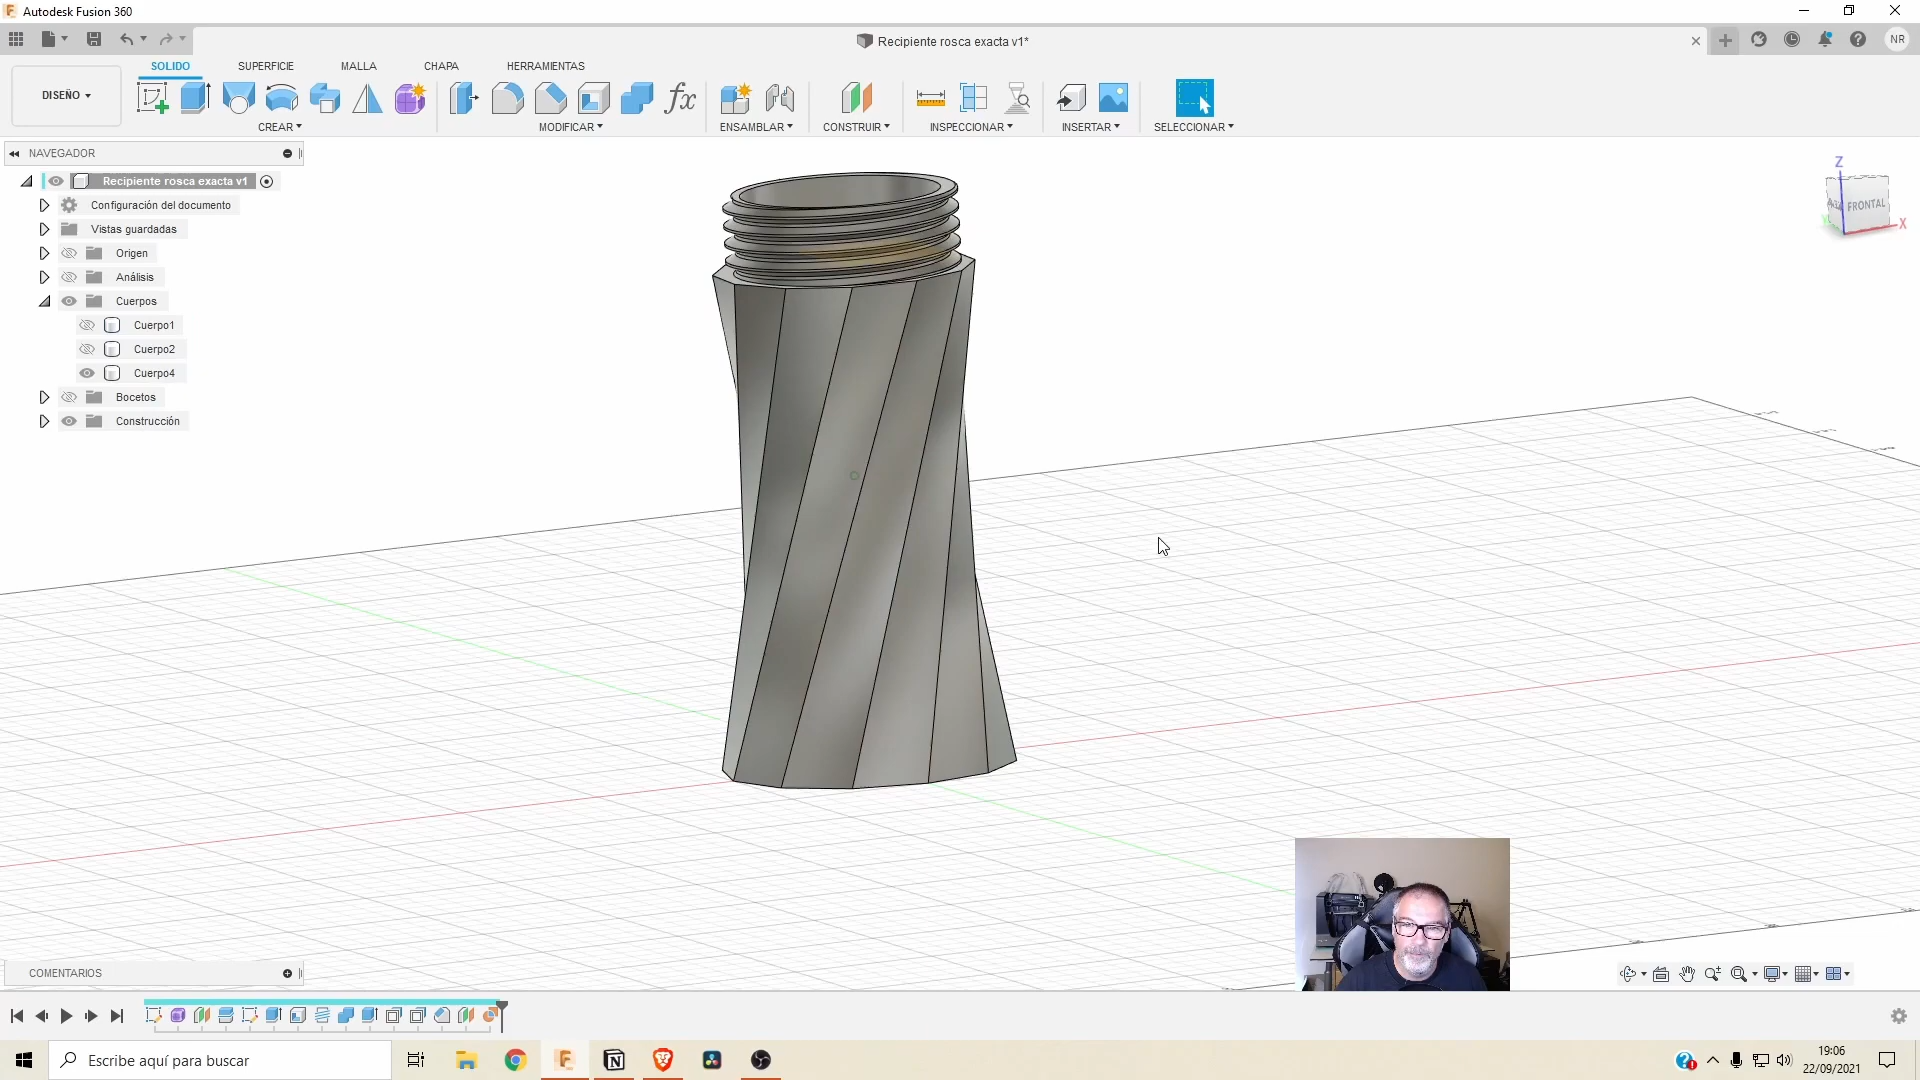 Autodesk Fusion 360
Recipiente rosca exacta v1*
NR
DISEÑO
SOLIDO
SUPERFICIE
MALLA
CHAPA
HERRAMIENTAS
fx
CREAR
MODIFICAR
ENSAMBLAR
CONSTRUIR
INSPECCIONAR
INSERTAR
SELECCIONAR
NAVEGADOR
Recipiente rosca exacta v1
Configuración del documento
Vistas guardadas
Origen
Análisis
Cuerpos
Cuerpo1
Cuerpo2
Cuerpo4
Bocetos
Construcción
Z
FRONTAL
X
COMENTARIOS
Escribe aquí para buscar
19:06
22/09/2021